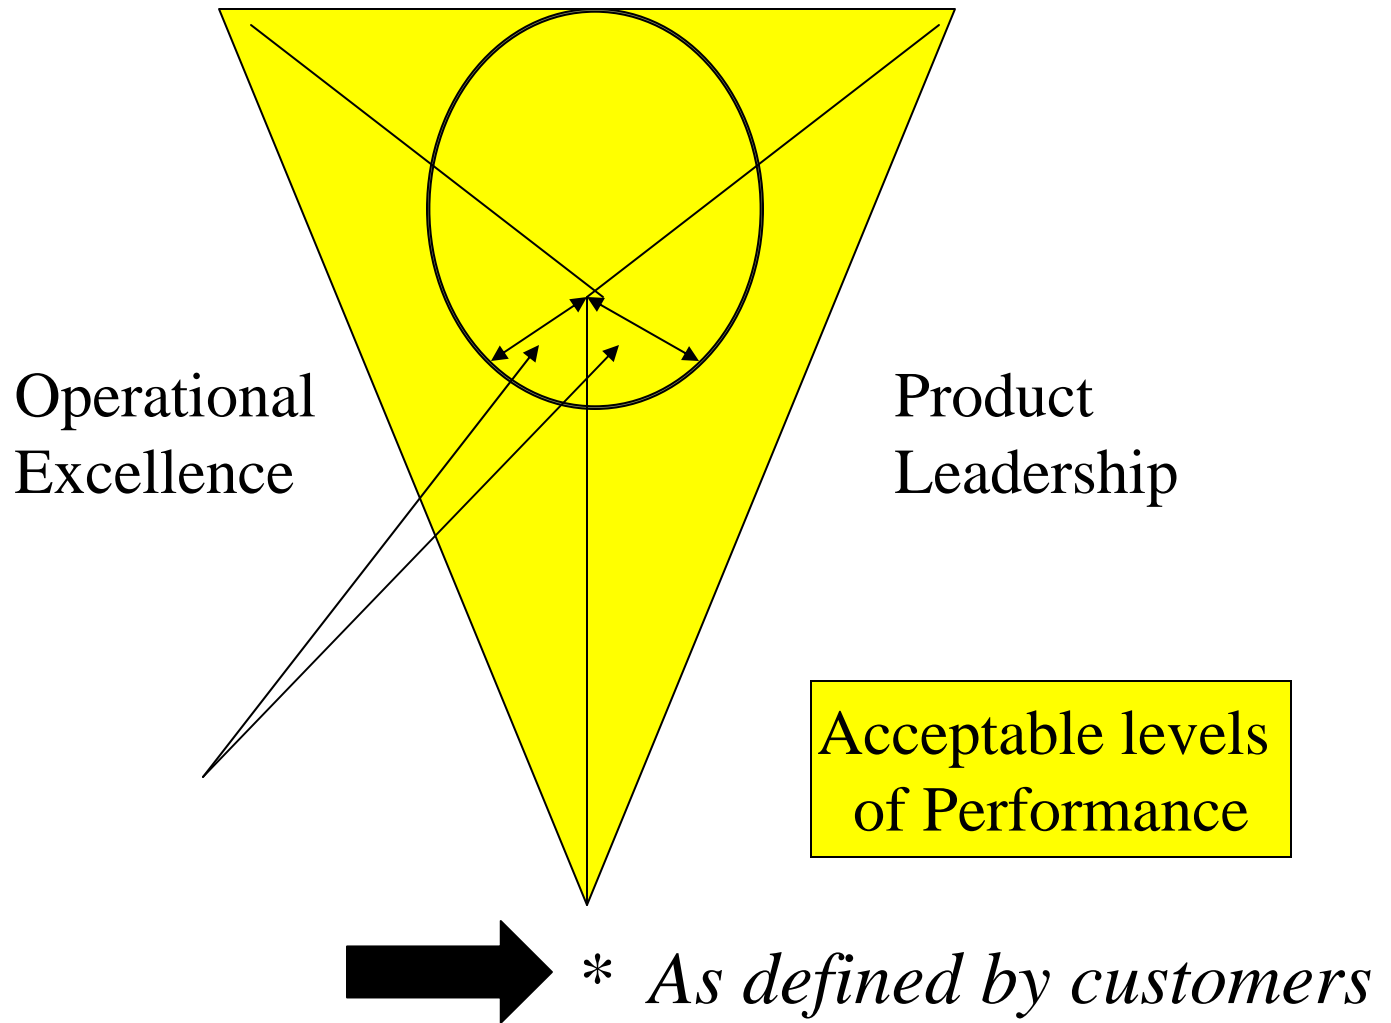 Operational
Excellence
Product
Leadership
Acceptable levels
of Performance
* As defined by customers